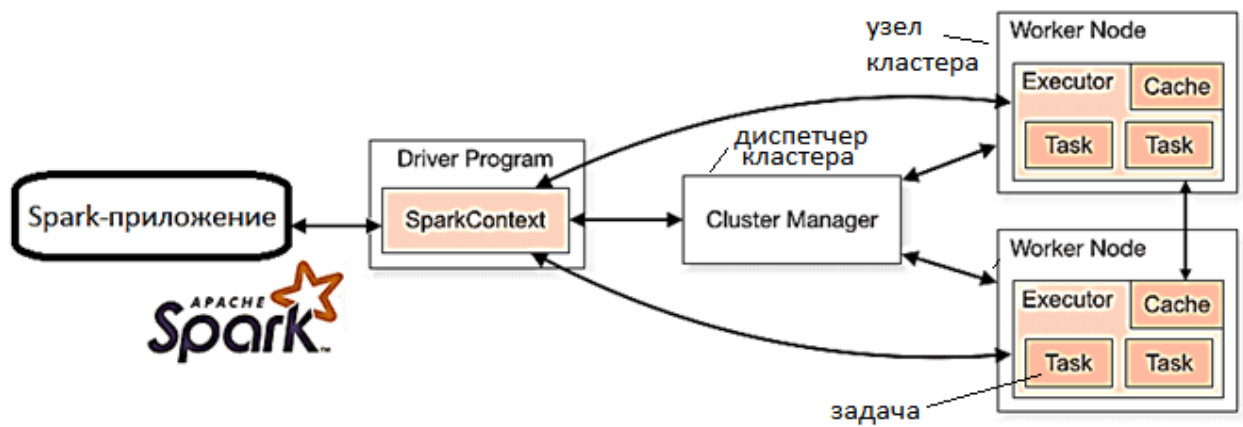 Spark-приложение
APACHE
Spark™
Driver Program
SparkContext
диспетчер
кластера
Cluster Manager
узел
кластера
Worker Node
Executor
Cache
Task
Task
Worker Node
Executor
Cache
Task
Task
задача